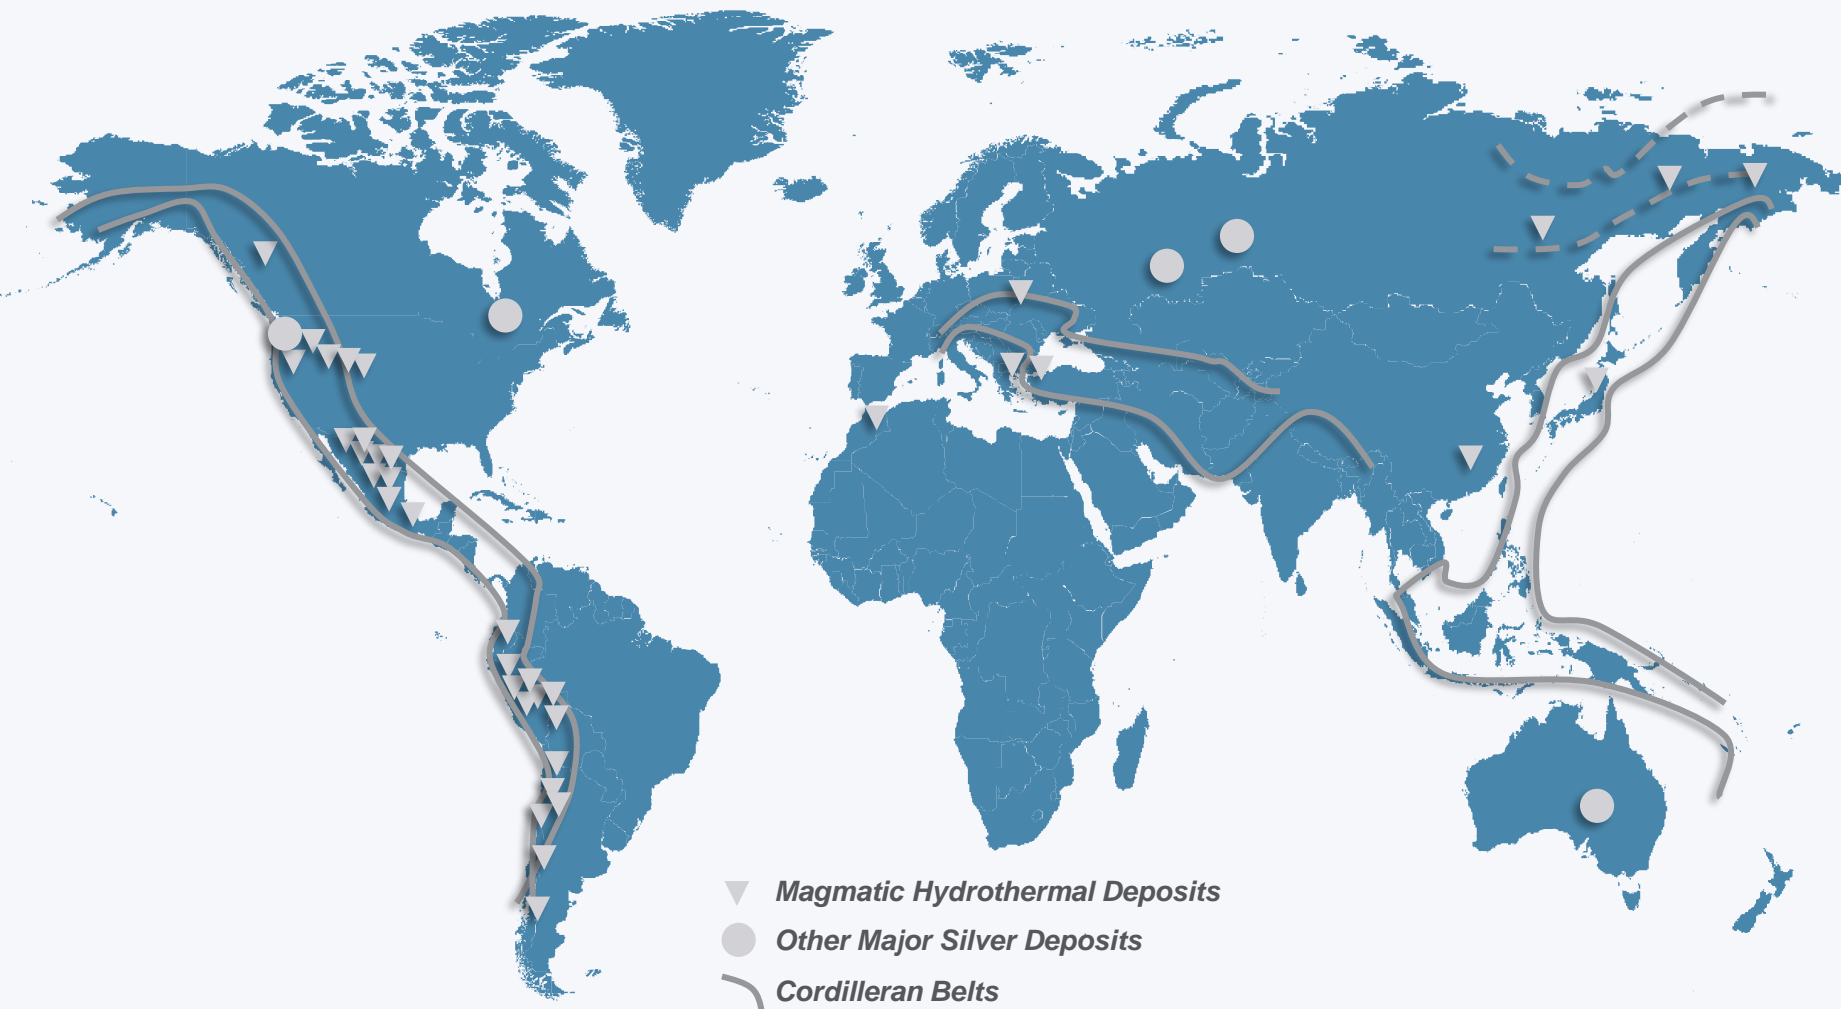 Magmatic Hydrothermal Deposits
Other Major Silver Deposits
Cordilleran Belts